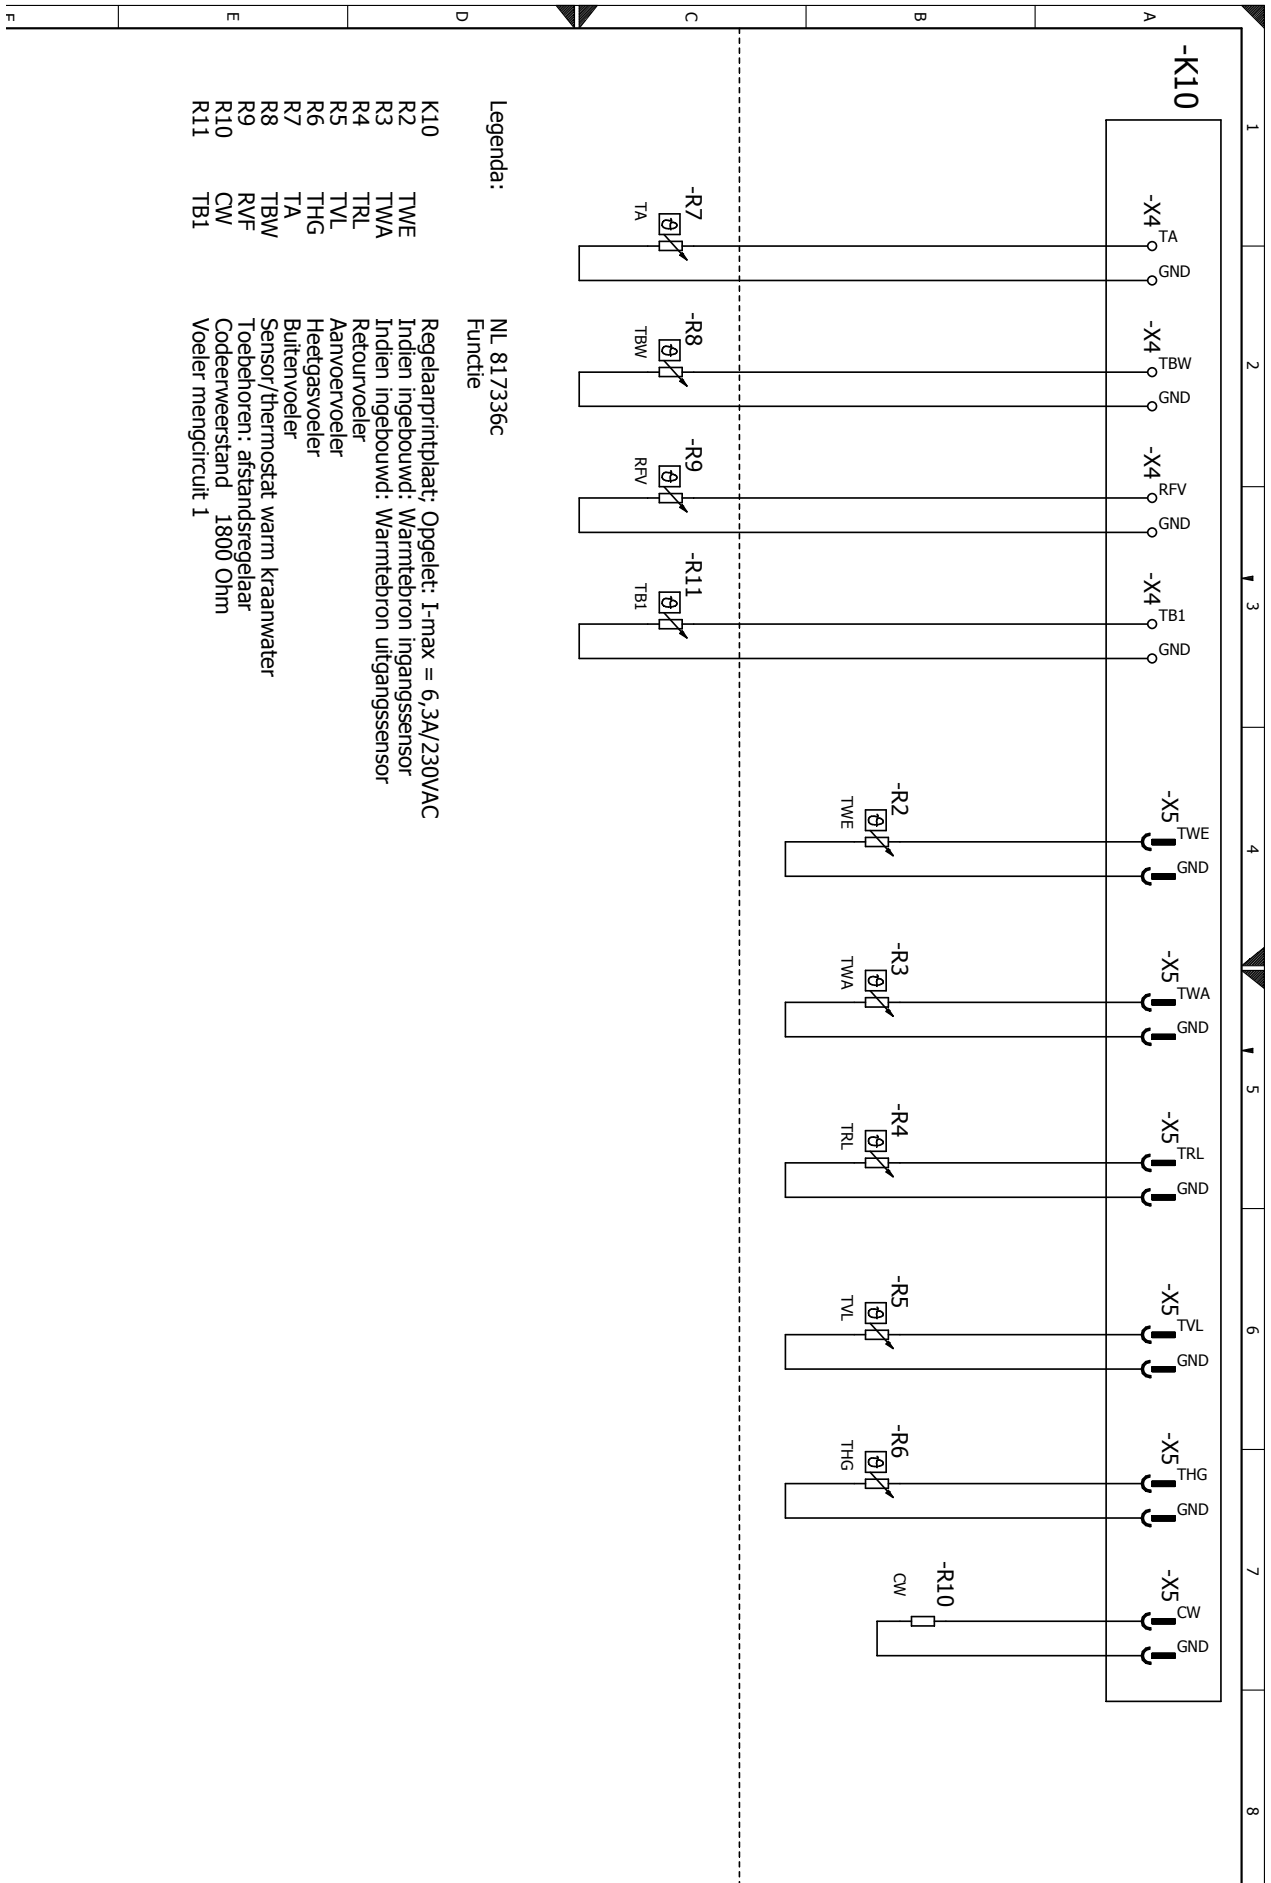 1 2 3 4 5 6 7 8
A
-K10
-X4 TA GND
-X4 TBW GND
-X4 RFV GND
-X4 TB1 GND
-X5 TWE GND
-X5 TWA GND
-X5 TRL GND
-X5 TVL GND
-X5 THG GND
-X5 CW GND
B
-R2
TWE
-R3
TWA
-R4
TRL
-R5
TVL
-R6
THG
-R10
CW
C
-R7
TA
-R8
TBW
-R9
RFV
-R11
TB1
D
Legenda: NL 817336c
Functie
K10 Regelaarprintplaat; Opgelet: I-max = 6,3A/230VAC
R2 TWE Indien ingebouwd: Warmtebron ingangssensor
R3 TWA Indien ingebouwd: Warmtebron uitgangssensor
R4 TRL Retourvoeler
R5 TVL Aanvoervoeler
R6 THG Heetgasvoeler
R7 TA Buitenvoeler
R8 TBW Sensor/thermostat warm kraanwater
R9 RVF Toebehoren: afstandsregelaar
R10 CW Codeerweerstand 1800 Ohm
R11 TB1 Voeler mengcircuit 1
E
F